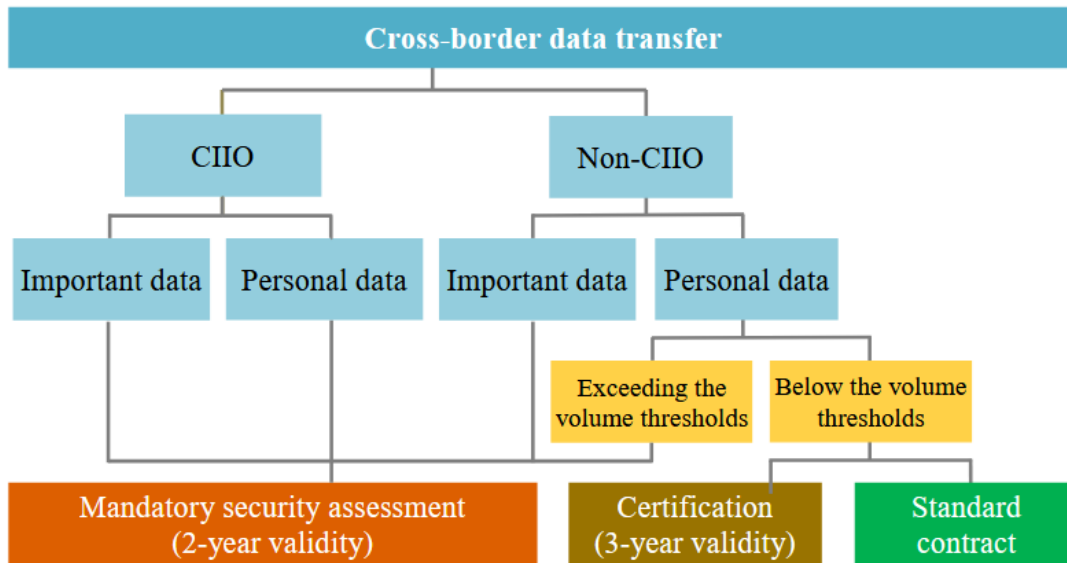 Cross-border data transfer
CIIO
Non-CIIO
Important data
Personal data
Important data
Personal data
Exceeding the
volume thresholds
Below the volume
thresholds
Mandatory security assessment
(2-year validity)
Certification
(3-year validity)
Standard
contract